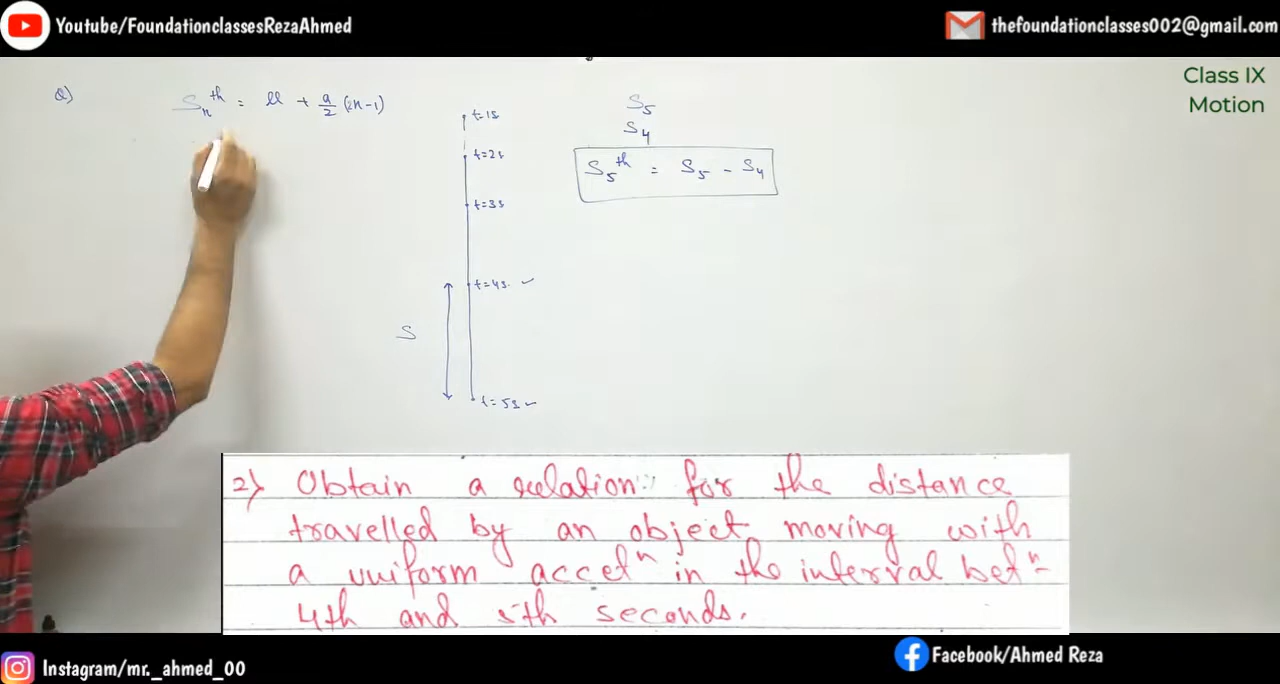 Youtube/FoundationclassesRezaAhmed
thefoundationclasses002@gmail.com
Class IX
Motion
Q)
Sₙᵗʰ = u + a/2 (2n-1)
t=1s
t=2s
t=3s
t=4s.
t=5s
S
S₅
S₄
S₅ᵗʰ = S₅ - S₄
2) Obtain a relation for the distance
travelled by an object moving with
a uniform accelⁿ in the interval betⁿ
4th and 5th seconds.
Instagram/mr._ahmed_00
Facebook/Ahmed Reza